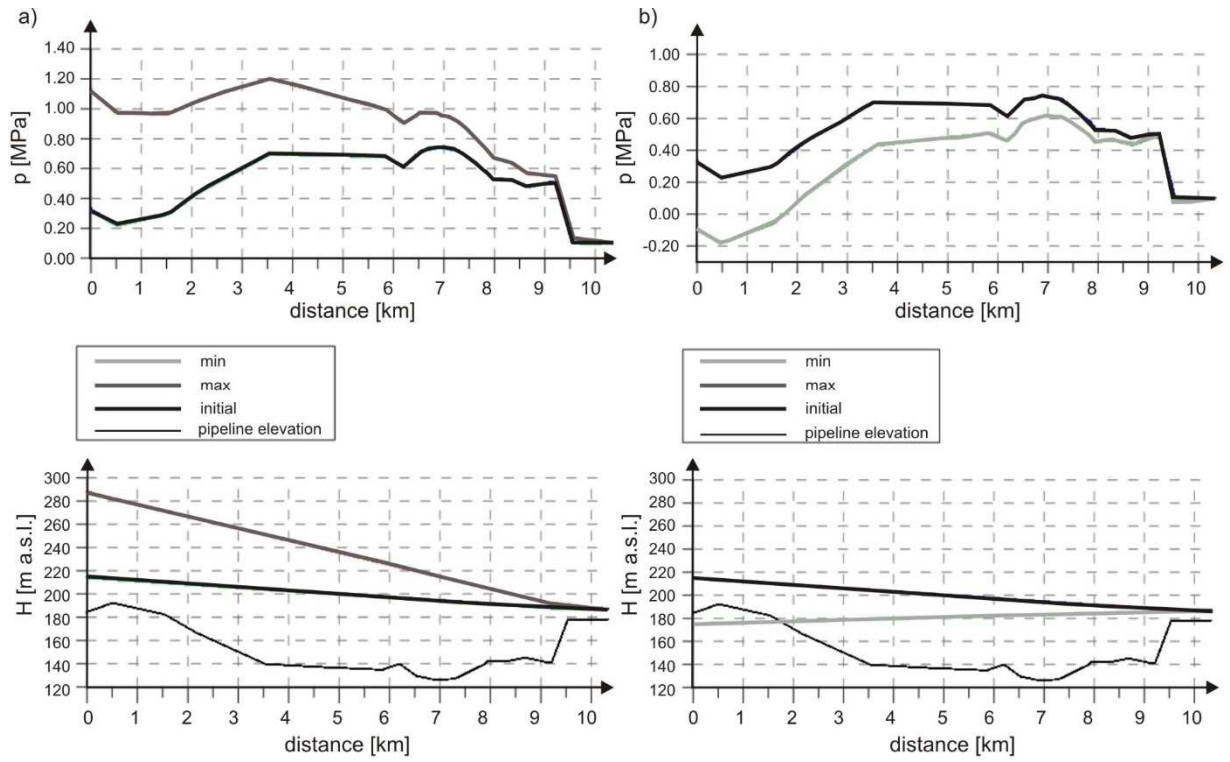 a)
p [MPa]
1.40
1.20
1.00
0.80
0.60
0.40
0.20
0.00
0 1 2 3 4 5 6 7 8 9 10
distance [km]
b)
p [MPa]
1.00
0.80
0.60
0.40
0.20
0.00
-0.20
0 1 2 3 4 5 6 7 8 9 10
distance [km]
min
max
initial
pipeline elevation
min
max
initial
pipeline elevation
H [m a.s.l.]
300
280
260
240
220
200
180
160
140
120
0 1 2 3 4 5 6 7 8 9 10
distance [km]
H [m a.s.l.]
300
280
260
240
220
200
180
160
140
120
0 1 2 3 4 5 6 7 8 9 10
distance [km]